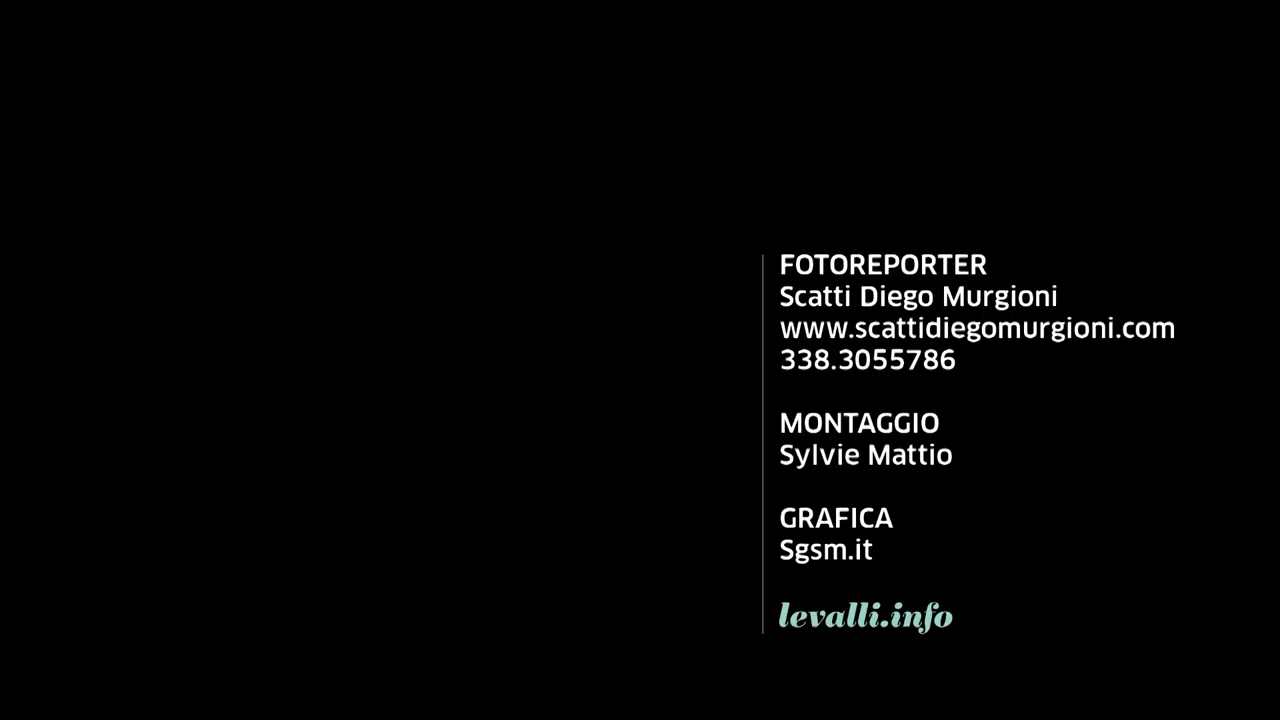 FOTOREPORTER
Scatti Diego Murgioni
www.scattidiegomurgioni.com
338.3055786
MONTAGGIO
Sylvie Mattio
GRAFICA
Sgsm.it
levalli.info